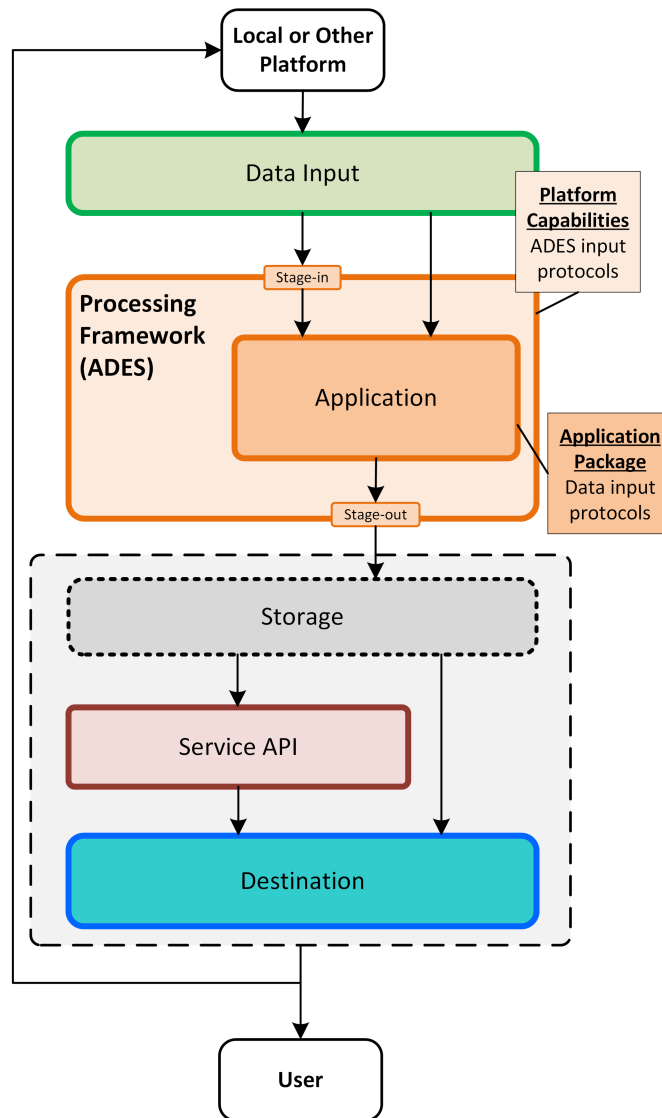 Local or Other
Platform
Data Input
Platform
Capabilities
ADES input
protocols
Stage-in
Processing
Framework
(ADES)
Application
Application
Package
Data input
protocols
Stage-out
Storage
Service API
Destination
User